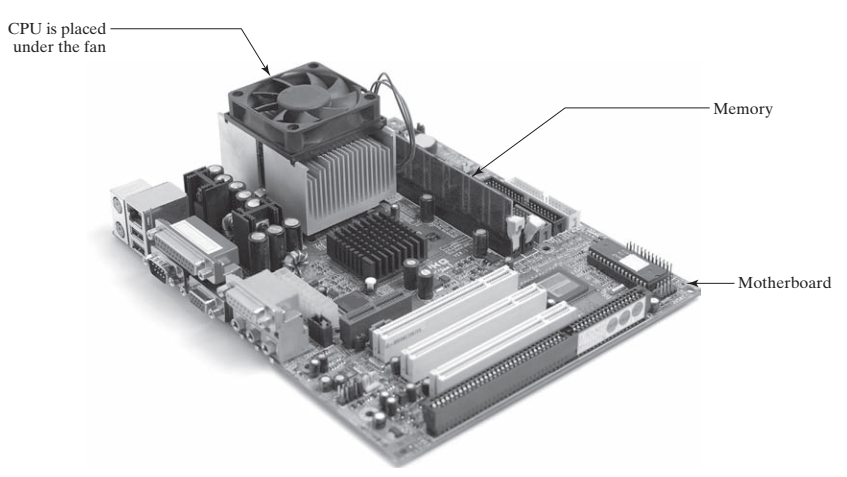 CPU is placed
under the fan
Memory
Motherboard